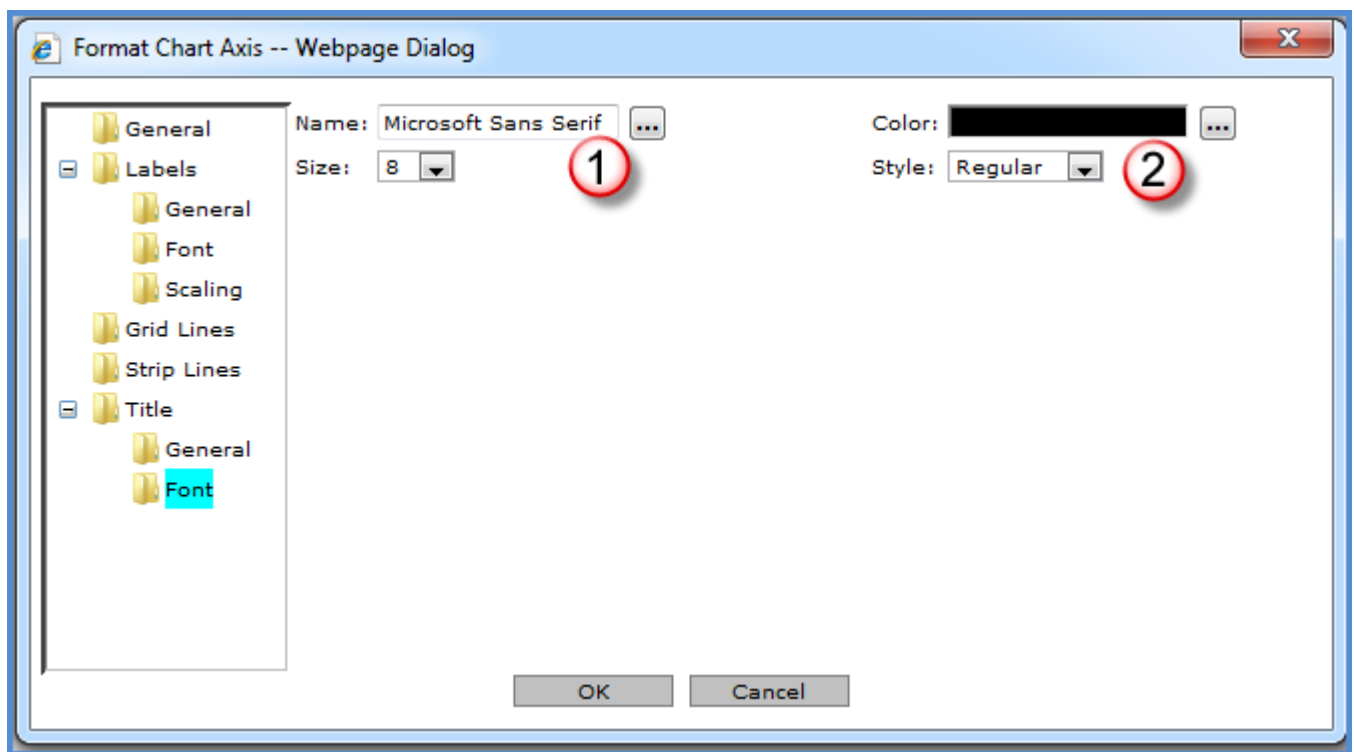 Format Chart Axis -- Webpage Dialog
X
General
Labels
General
Font
Scaling
Grid Lines
Strip Lines
Title
General
Font
Name: Microsoft Sans Serif ...
Size: 8
1
Color: ...
Style: Regular
2
OK
Cancel